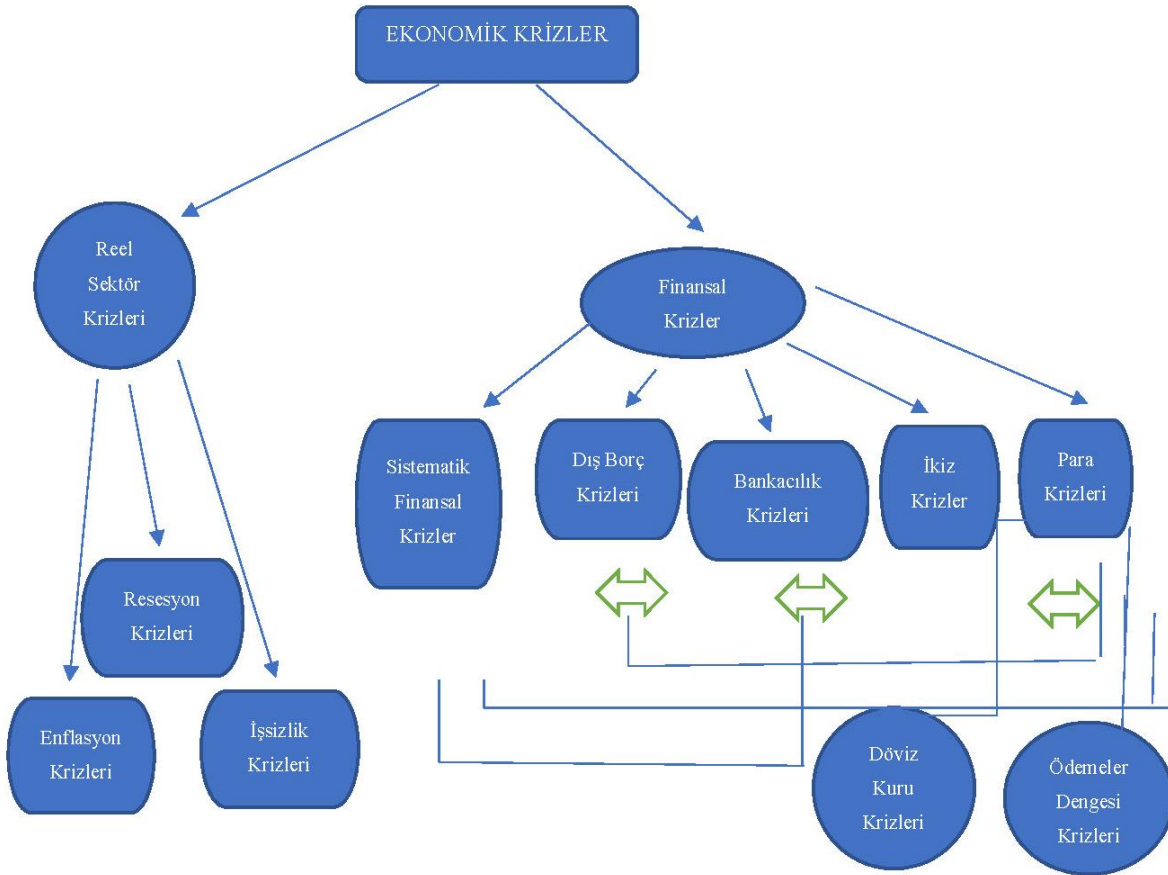 EKONOMİK KRİZLER
Reel
Sektör
Krizleri
Finansal
Krizler
Sistematik
Finansal
Krizler
Dış Borç
Krizleri
Bankacılık
Krizleri
İkiz
Krizler
Para
Krizleri
Resesyon
Krizleri
Enflasyon
Krizleri
İşsizlik
Krizleri
Döviz
Kuru
Krizleri
Ödemeler
Dengesi
Krizleri